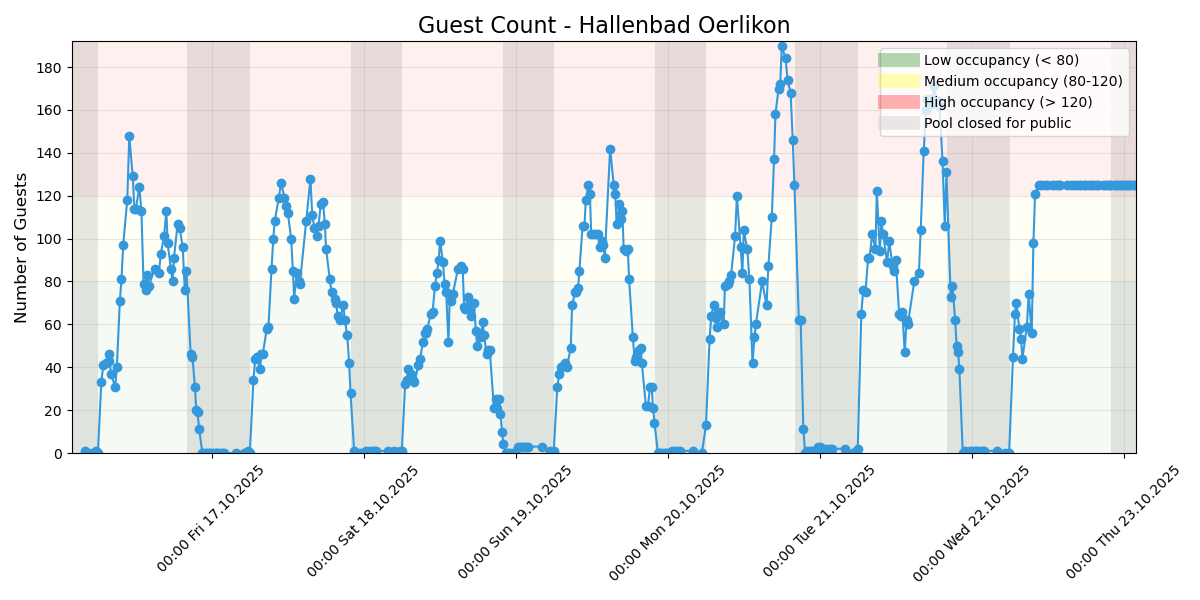 Guest Count - Hallenbad Oerlikon
Number of Guests
180
160
140
120
100
80
60
40
20
0
Low occupancy (< 80)
Medium occupancy (80-120)
High occupancy (> 120)
Pool closed for public
00:00 Fri 17.10.2025
00:00 Sat 18.10.2025
00:00 Sun 19.10.2025
00:00 Mon 20.10.2025
00:00 Tue 21.10.2025
00:00 Wed 22.10.2025
00:00 Thu 23.10.2025